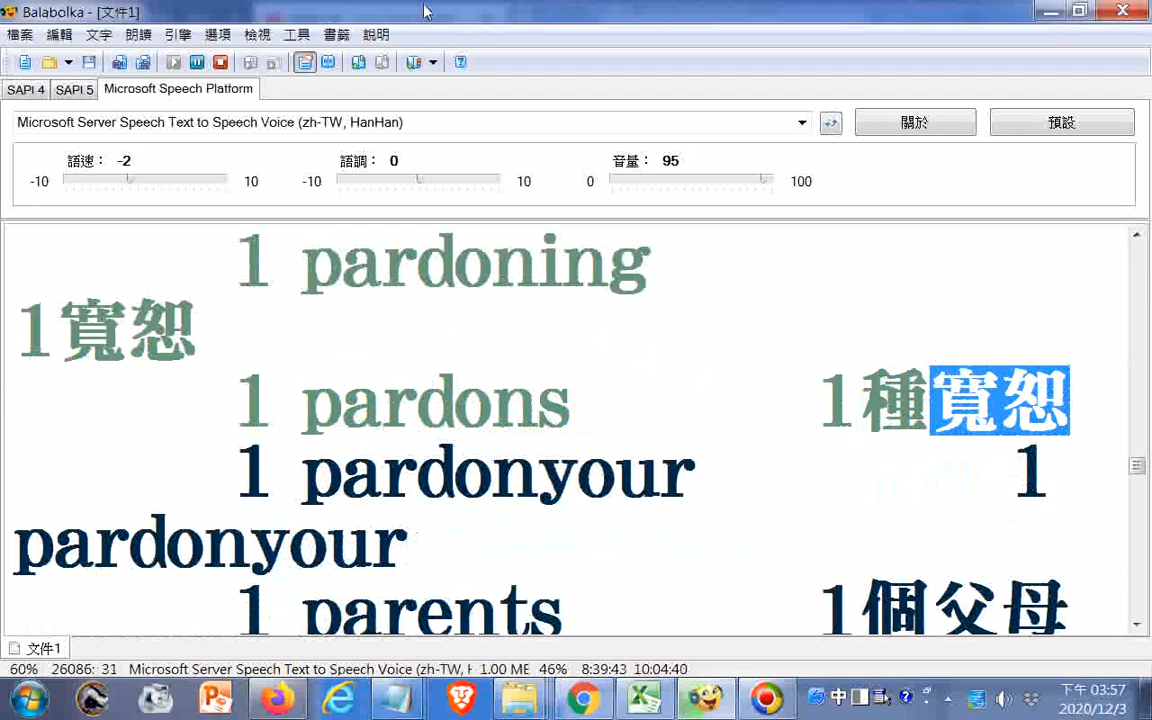 Balabolka - [文件1]
檔案 編輯 文字 朗讀 引擎 選項 檢視 工具 書籤 說明
SAPI 4 SAPI 5 Microsoft Speech Platform
Microsoft Server Speech Text to Speech Voice (zh-TW, HanHan) 關於 預設
語速： -2 語調： 0 音量： 95
-10 10 -10 10 0 100
1 pardoning
1寬恕
1 pardons 1種寬恕
1 pardonyour 1
pardonyour
1 parents 1個父母
文件1
60% 26086: 31 Microsoft Server Speech Text to Speech Voice (zh-TW, H 1.00 ME 46% 8:39:43 10:04:40
中 下午 03:57
2020/12/3